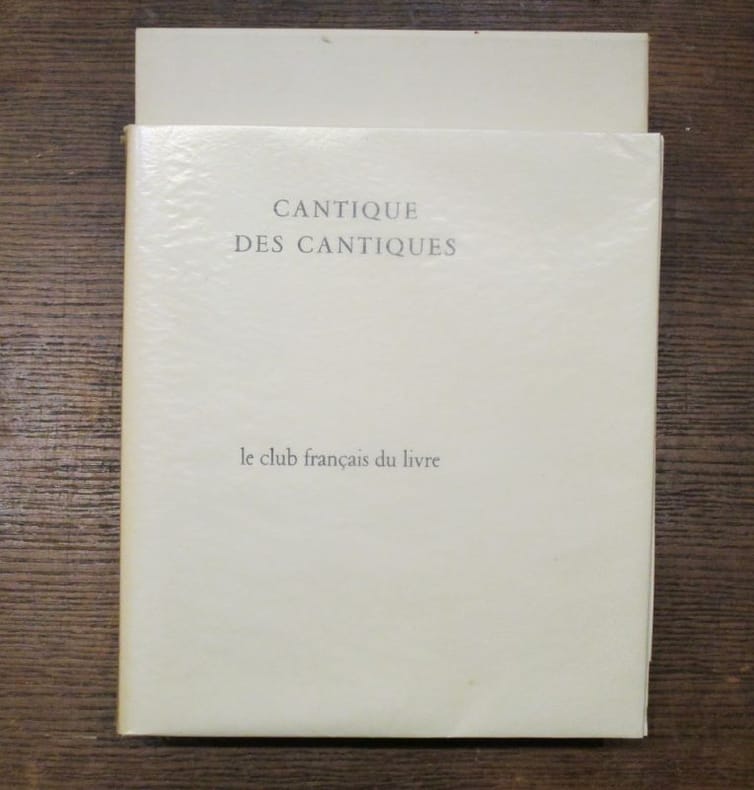 CANTIQUE
DES CANTIQUES
le club français du livre